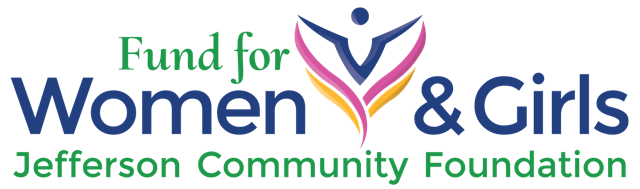 Fund for
Women & Girls
Jefferson Community Foundation